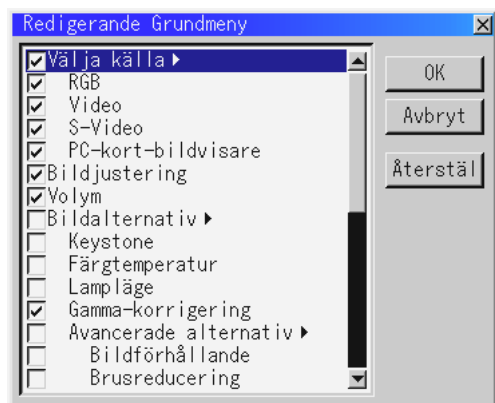 Redigerande Grundmeny
Välja källa
RGB
Video
S-Video
PC-kort-bildvisare
Bildjustering
Volym
Bildalternativ
Keystone
Färgtemperatur
Lampläge
Gamma-korrigering
Avancerade alternativ
Bildförhållande
Brusreducering
OK
Avbryt
Återstäl